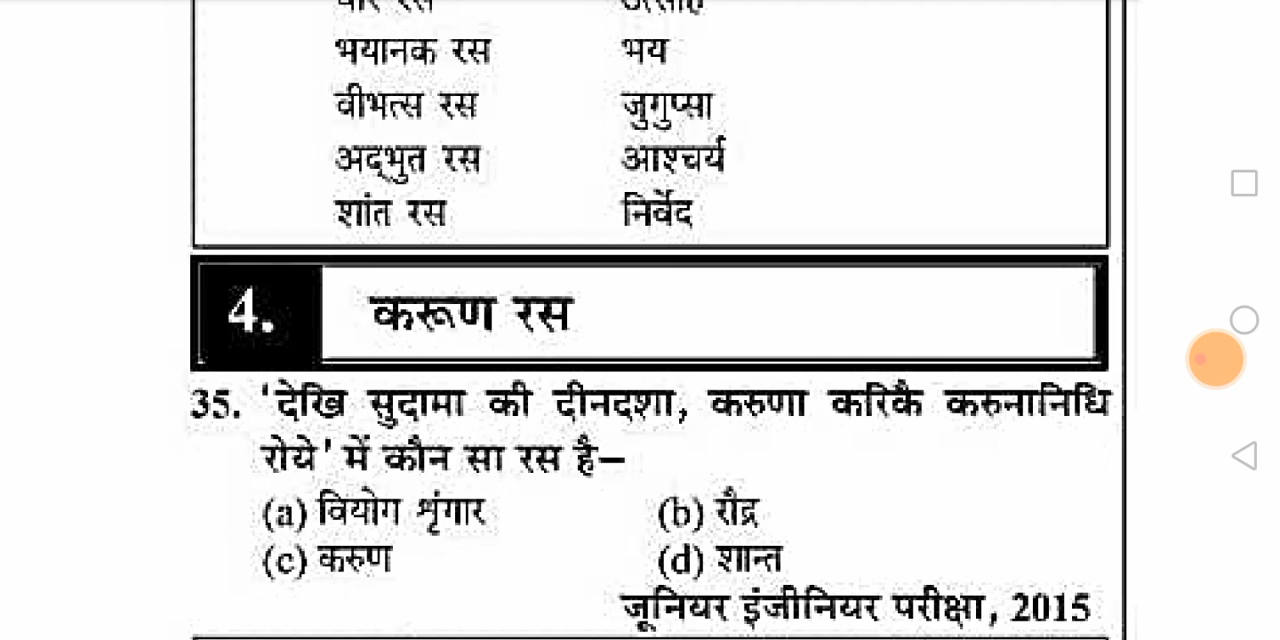 भयानक रस भय
वीभत्स रस जुगुप्सा
अद्भुत रस आश्चर्य
शांत रस निर्वेद
4. करूण रस
35. 'देखि सुदामा की दीनदशा, करुणा करिकै करुनानिधि
रोये' में कौन सा रस है–
(a) वियोग शृंगार (b) रौद्र
(c) करुण (d) शान्त
जूनियर इंजीनियर परीक्षा, 2015